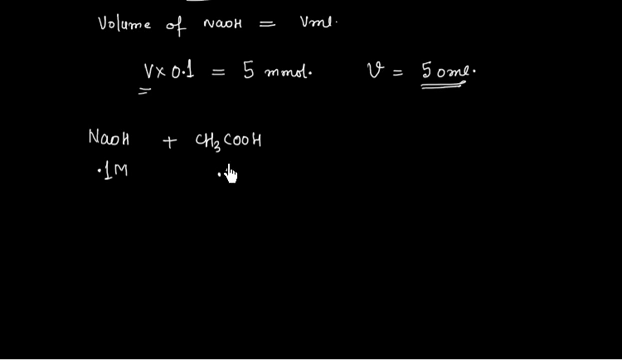 Volume of NaOH = Vml.
V x 0.1 = 5 mmol. V = 50ml.
NaOH + CH3COOH
.1M